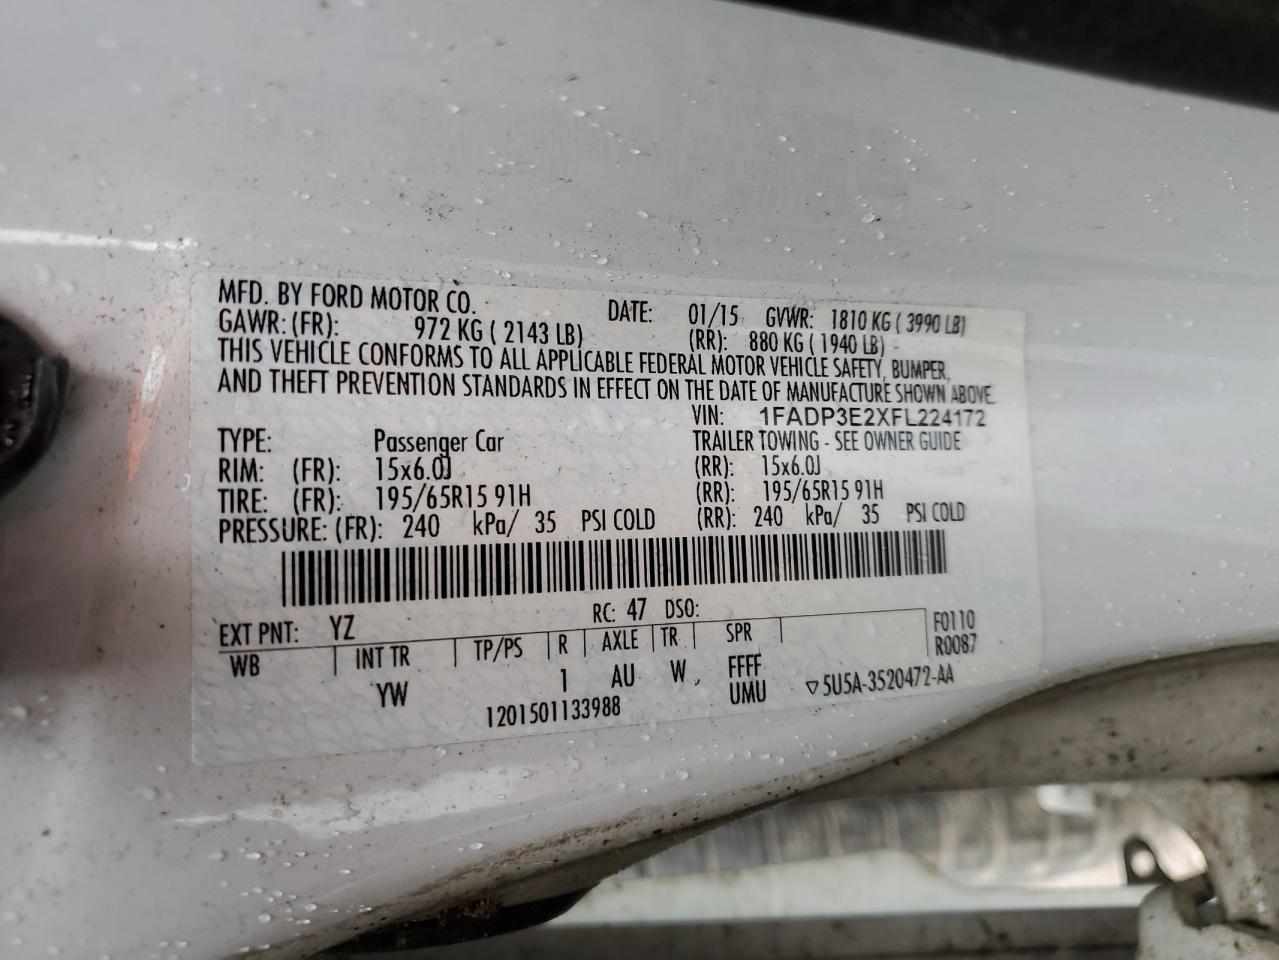 MFD. BY FORD MOTOR CO. DATE: 01/15 GVWR: 1810 KG ( 3990 LB)
GAWR: (FR): 972 KG ( 2143 LB) (RR): 880 KG ( 1940 LB)
THIS VEHICLE CONFORMS TO ALL APPLICABLE FEDERAL MOTOR VEHICLE SAFETY, BUMPER,
AND THEFT PREVENTION STANDARDS IN EFFECT ON THE DATE OF MANUFACTURE SHOWN ABOVE.
VIN: 1FADP3E2XFL224172
TYPE: Passenger Car TRAILER TOWING - SEE OWNER GUIDE
RIM: (FR): 15x6.0J (RR): 15x6.0J
TIRE: (FR): 195/65R15 91H (RR): 195/65R15 91H
PRESSURE: (FR): 240 kPa/ 35 PSI COLD (RR): 240 kPa/ 35 PSI COLD
EXT PNT: YZ RC: 47 DSO: F0110
WB INT TR TP/PS R AXLE TR SPR R0087
YW 1 AU W FFFF
UMU ▽5U5A-3520472-AA
1201501133988